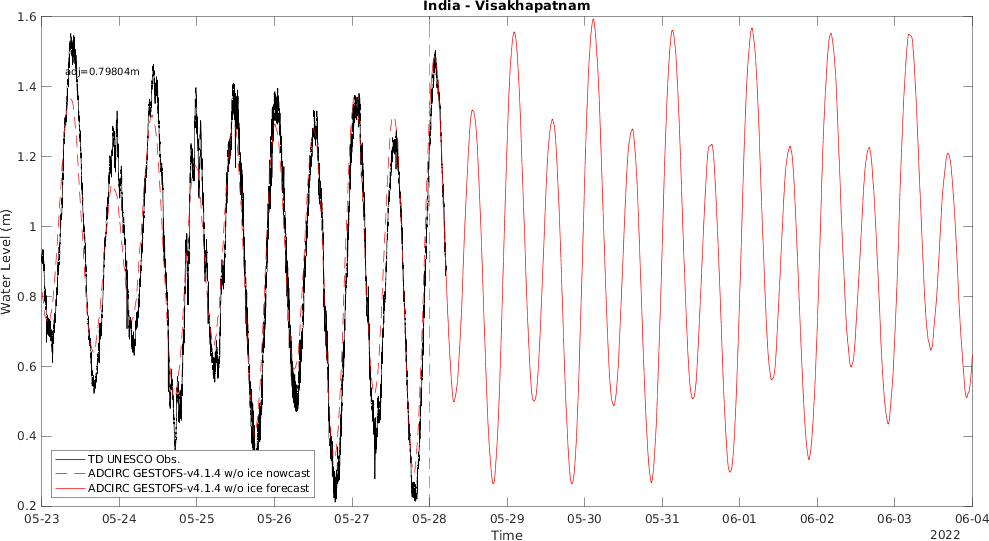 India - Visakhapatnam
1.6
adj=0.79804m
1.4
1.2
1
0.8
0.6
0.4
0.2
Water Level (m)
TD UNESCO Obs.
ADCIRC GESTOFS-v4.1.4 w/o ice nowcast
ADCIRC GESTOFS-v4.1.4 w/o ice forecast
05-23 05-24 05-25 05-26 05-27 05-28 05-29 05-30 05-31 06-01 06-02 06-03 06-04
Time
2022